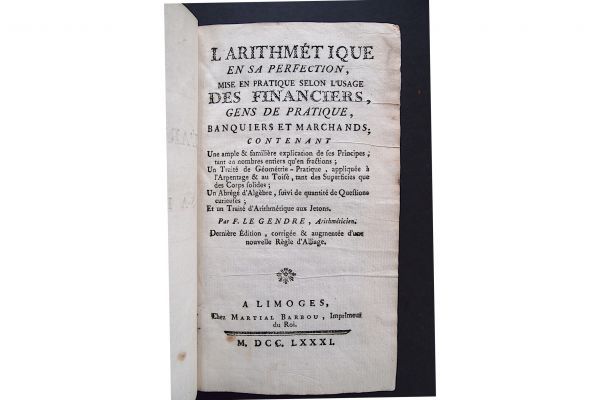 L'ARITHMÉTIQUE
EN SA PERFECTION,
MISE EN PRATIQUE SELON L'USAGE
DES FINANCIERS,
GENS DE PRATIQUE,
BANQUIERS ET MARCHANDS;
CONTENANT
Une ample & familière explication de ses Principes;
tant en nombres entiers qu'en fractions;
Un Traité de Géométrie-Pratique, appliquée à
l'Arpentage & au Toisé, tant des Superficies que
des Corps solides;
Un Abrégé d'Algèbre, suivi de quantité de Questions
curieuses;
Et un Traité d'Arithmétique aux Jetons.
Par F. LE GENDRE, Arithméticien.
Dernière Édition, corrigée & augmentée d'une
nouvelle Règle d'Alliage.
A LIMOGES,
Chez MARTIAL BARBOU, Imprimeur
du Roi.
M. DCC. LXXXI.